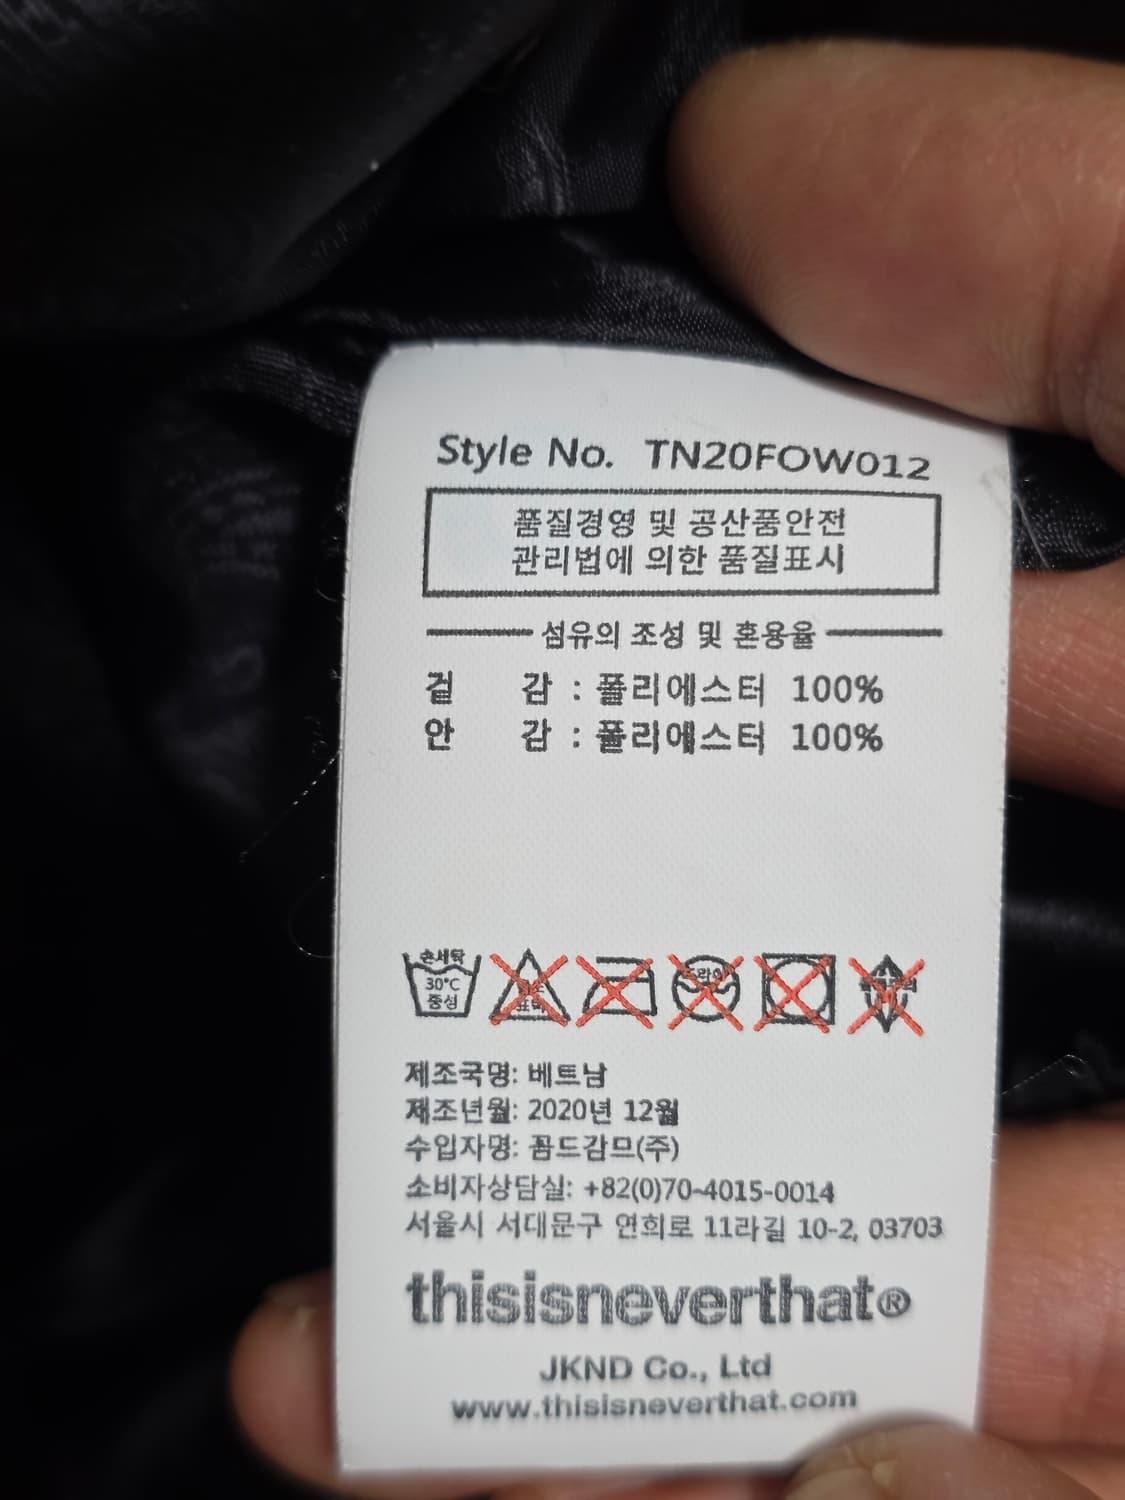 Style No. TN20FOW012
품질경영 및 공산품안전
관리법에 의한 품질표시
섬유의 조성 및 혼용율
겉 감 : 폴리에스터 100%
안 감 : 폴리에스터 100%
손세탁
30°C
중성
표백
드라이
제조국명: 베트남
제조년월: 2020년 12월
수입자명: 꼼드감므(주)
소비자상담실: +82(0)70-4015-0014
서울시 서대문구 연희로 11라길 10-2, 03703
thisisneverthat®
JKND Co., Ltd
www.thisisneverthat.com